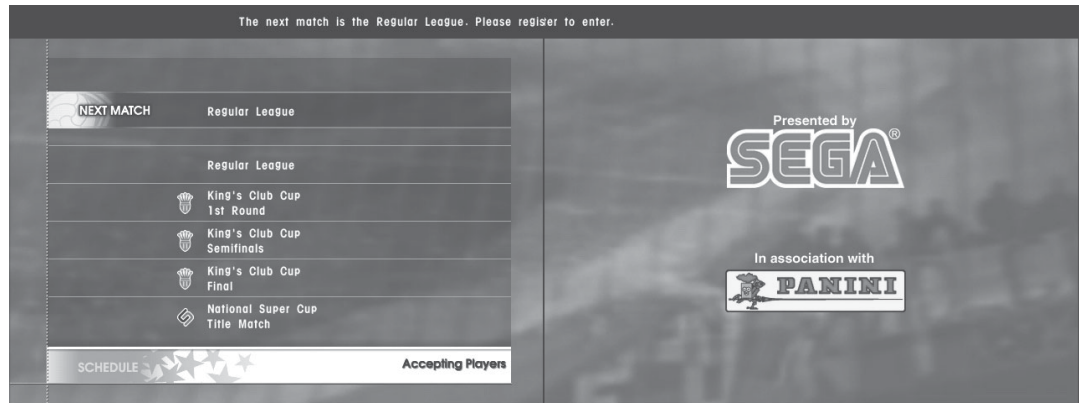 The next match is the Regular League. Please register to enter.
NEXT MATCH Regular League
Regular League
King's Club Cup
1st Round
King's Club Cup
Semifinals
King's Club Cup
Final
National Super Cup
Title Match
SCHEDULE Accepting Players
Presented by
SEGA®
In association with
PANINI